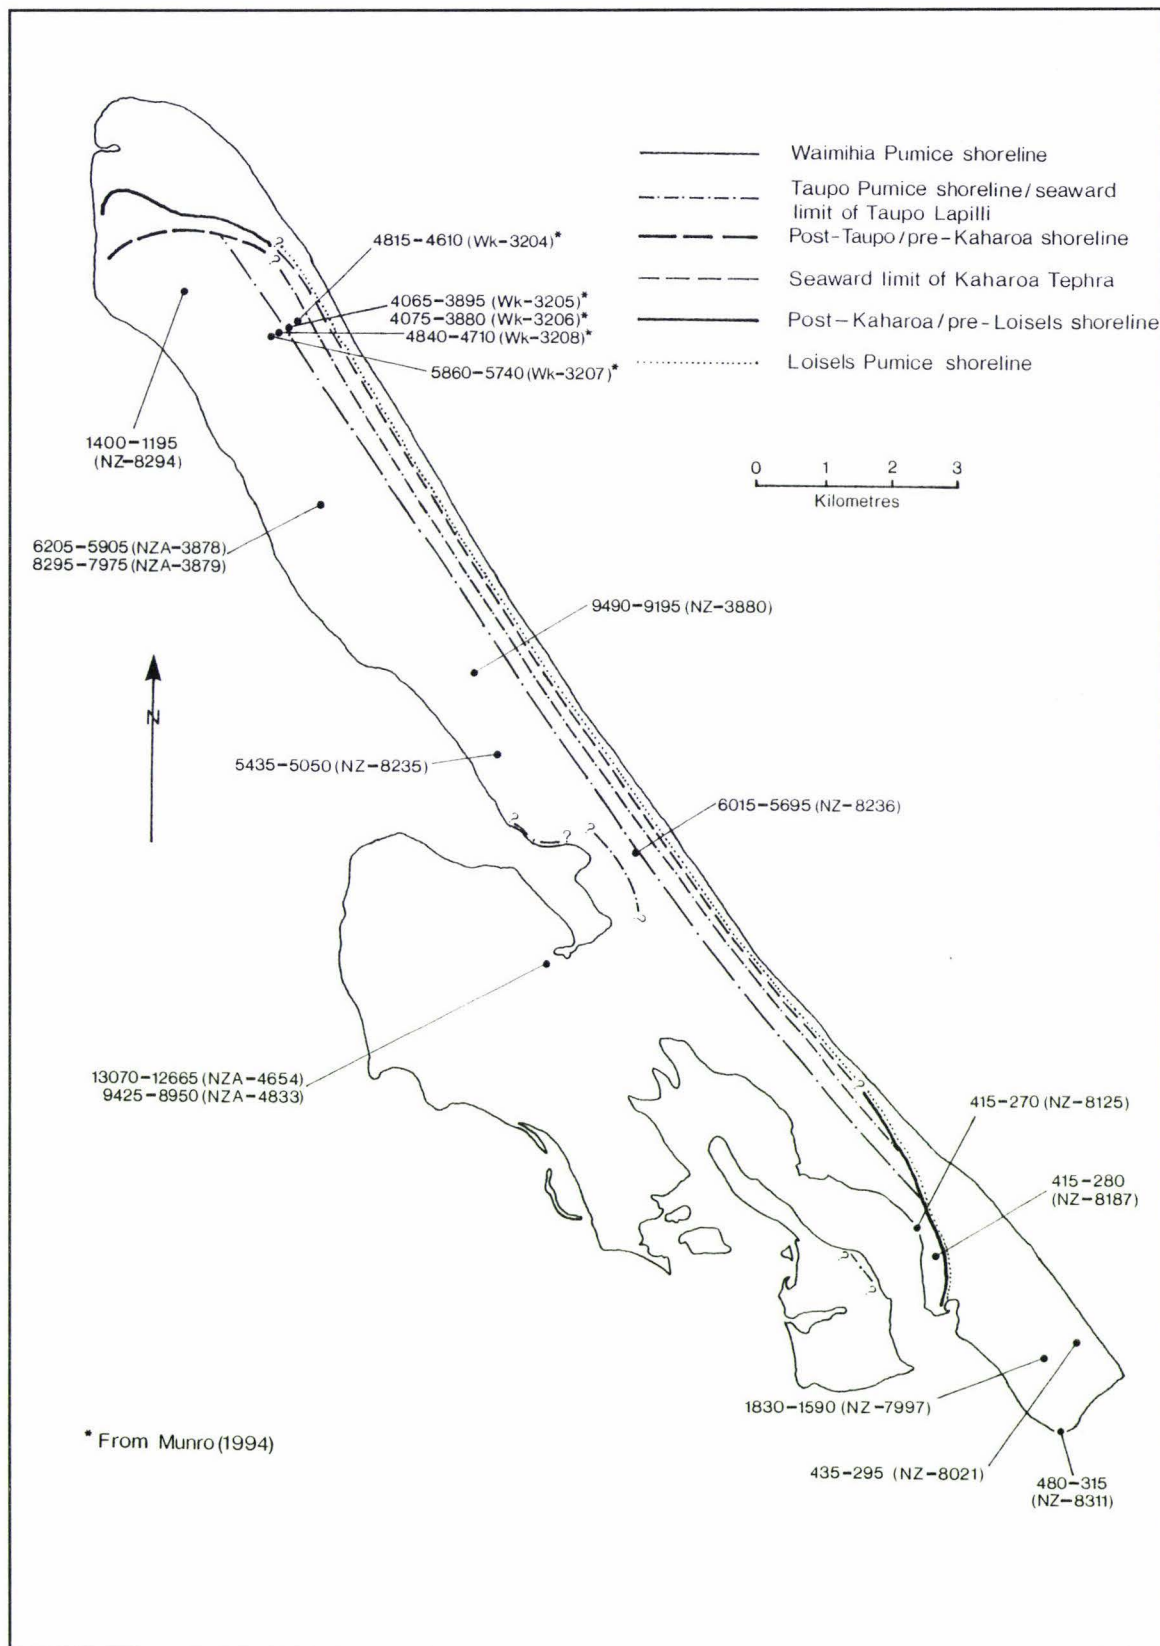 Waimihia Pumice shoreline
Taupo Pumice shoreline/seaward
limit of Taupo Lapilli
Post-Taupo/pre-Kaharoa shoreline
Seaward limit of Kaharoa Tephra
Post-Kaharoa/pre-Loisels shoreline
Loisels Pumice shoreline
0 1 2 3
Kilometres
?
?
4815-4610 (Wk-3204)*
4065-3895 (Wk-3205)*
4075-3880 (Wk-3206)*
4840-4710 (Wk-3208)*
5860-5740 (Wk-3207)*
1400-1195
(NZ-8294)
6205-5905 (NZA-3878)
8295-7975 (NZA-3879)
9490-9195 (NZ-3880)
N
5435-5050 (NZ-8235)
6015-5695 (NZ-8236)
? ? ?
?
13070-12665 (NZA-4654)
9425-8950 (NZA-4833)
?
415-270 (NZ-8125)
415-280
(NZ-8187)
?
?
1830-1590 (NZ-7997)
435-295 (NZ-8021)
480-315
(NZ-8311)
* From Munro (1994)